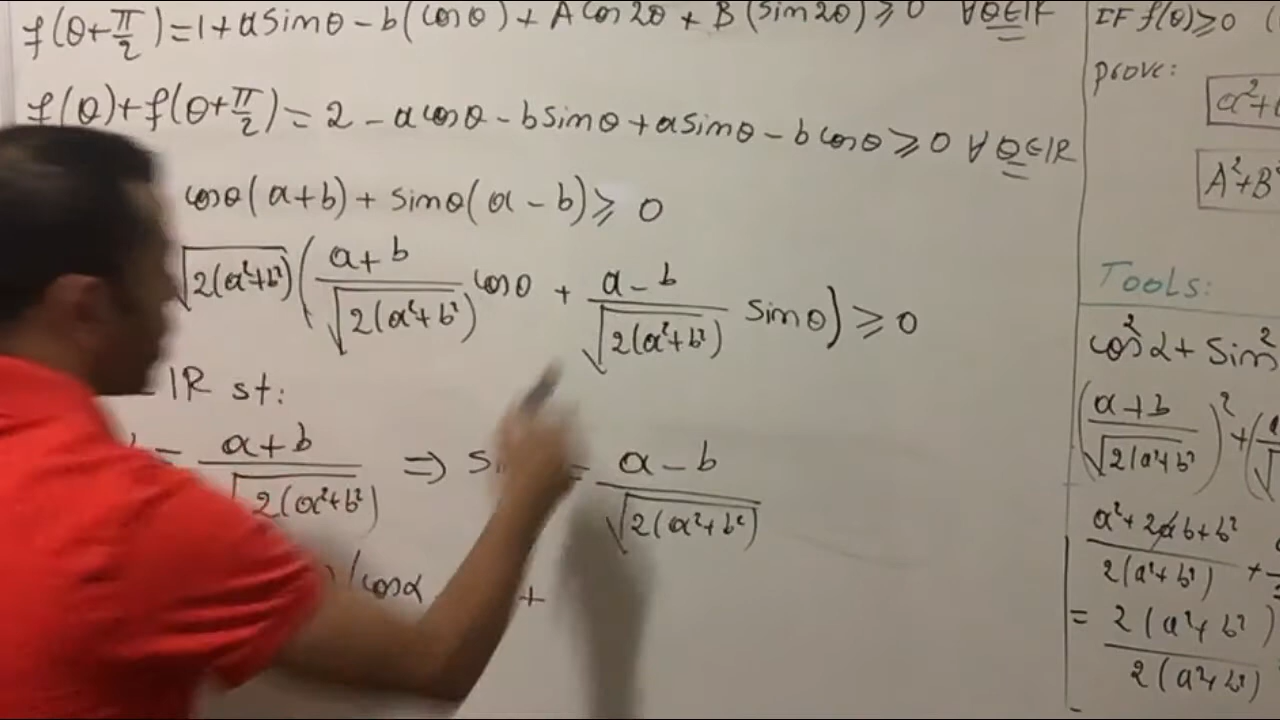 f(θ+π/2)=1+a sinθ-b(cosθ)+A cos2θ+B(sin2θ)≥0 ∀θ∈IR
f(θ)+f(θ+π/2)=2-a cosθ-b sinθ+a sinθ-b cosθ≥0 ∀θ∈IR
cosθ(a+b)+sinθ(a-b)≥0
√2(a²+b²)(a+b/√2(a²+b²) cosθ + a-b/√2(a²+b²) sinθ)≥0
IR st:
= a+b/√2(a²+b²) ⇒ = a-b/√2(a²+b²)
cosα +
IF f(θ)≥0 (
prove:
a²+
A²+B²
Tools:
cos²α+sin²
(a+b/√2(a²+b²))²+(
a²+2ab+b²/2(a²+b²) +
= 2(a²+b²)/2(a²+b²)